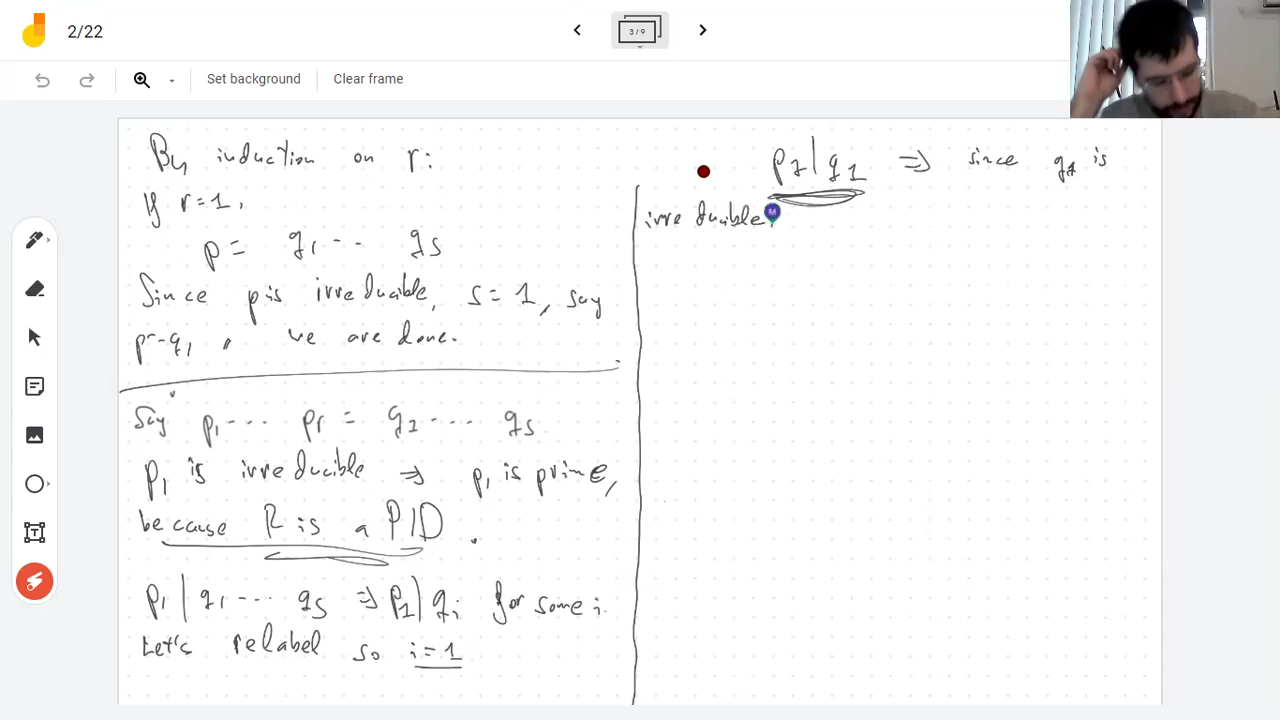 2/22
3 / 9
Set background
Clear frame
By induction on r:
If r=1,
p = q₁ ... qs
Since p is irreducible, s = 1, say
p=q₁, we are done.
Say p₁ ... pr = q₁ ... qs
p₁ is irreducible ⇒ p₁ is prime,
because R is a PID.
p₁ | q₁ ... qs ⇒ p₁ | qi for some i.
Let's relabel so i=1
p₁ | q₁ ⇒ since q₁ is
irreducible,
M